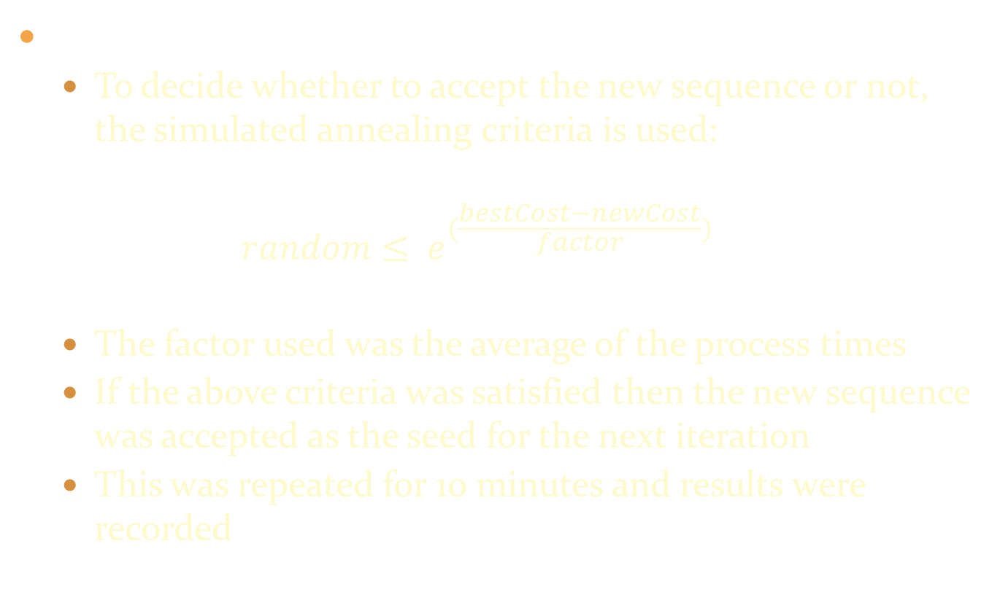 To decide whether to accept the new sequence or not,
the simulated annealing criteria is used:
random ≤ e^(\frac{bestCost−newCost}{factor})
The factor used was the average of the process times
If the above criteria was satisfied then the new sequence
was accepted as the seed for the next iteration
This was repeated for 10 minutes and results were
recorded